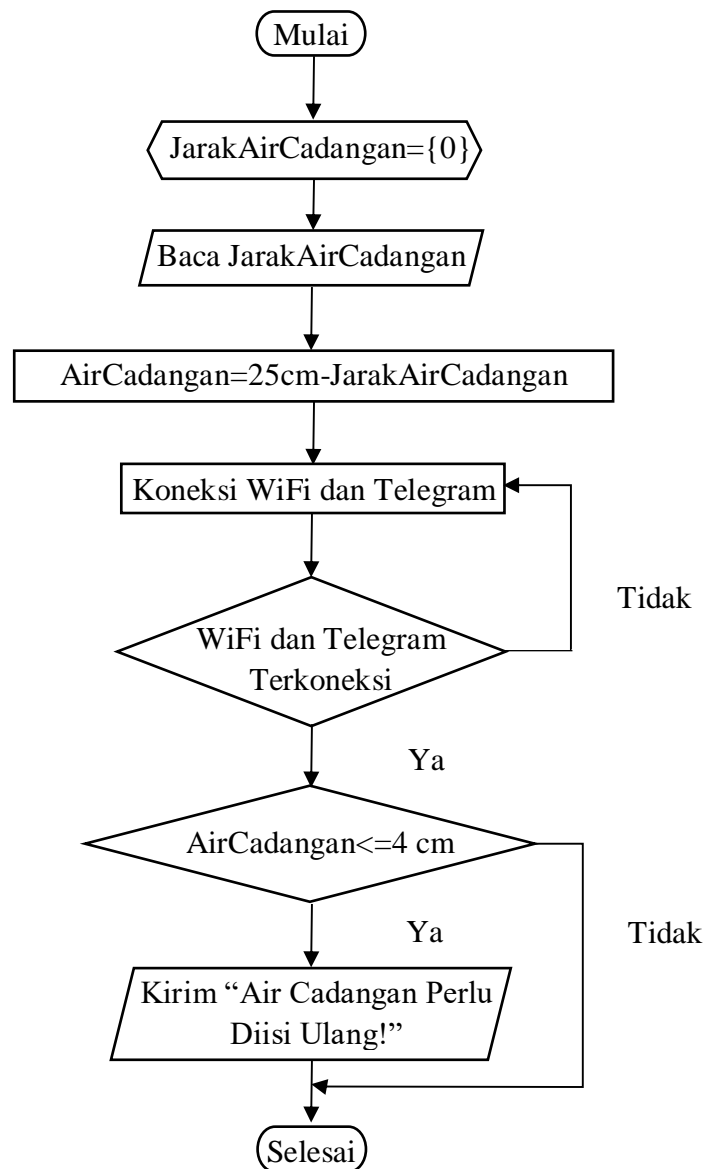 Mulai
JarakAirCadangan={0}
Baca JarakAirCadangan
AirCadangan=25cm-JarakAirCadangan
Koneksi WiFi dan Telegram
Tidak
WiFi dan Telegram
Terkoneksi
Ya
AirCadangan<=4 cm
Ya
Tidak
Kirim “Air Cadangan Perlu
Diisi Ulang!”
Selesai